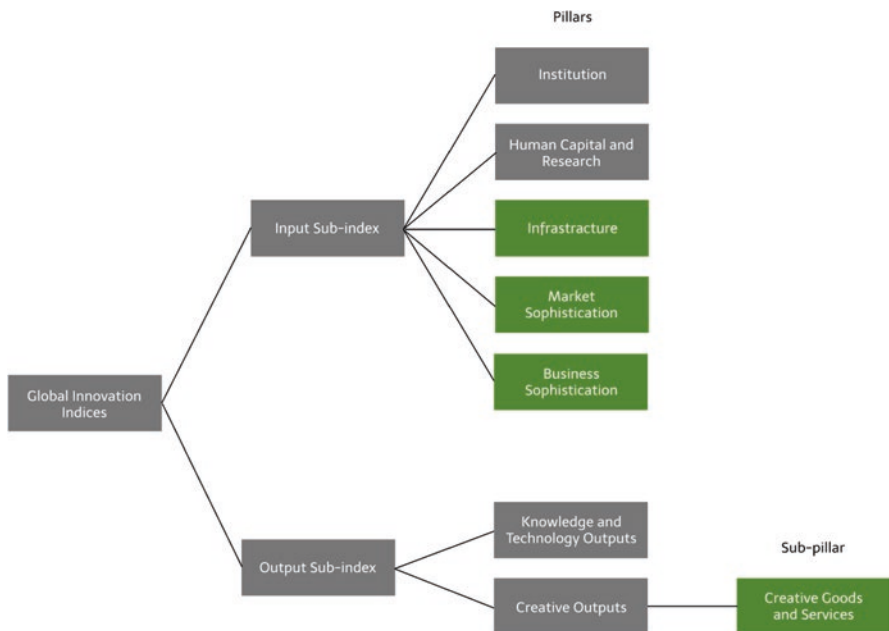 Pillars
Institution
Human Capital and
Research
Input Sub-index
Infrastracture
Market
Sophistication
Business
Sophistication
Global Innovation
Indices
Knowledge and
Technology Outputs
Sub-pillar
Output Sub-index
Creative Outputs
Creative Goods
and Services